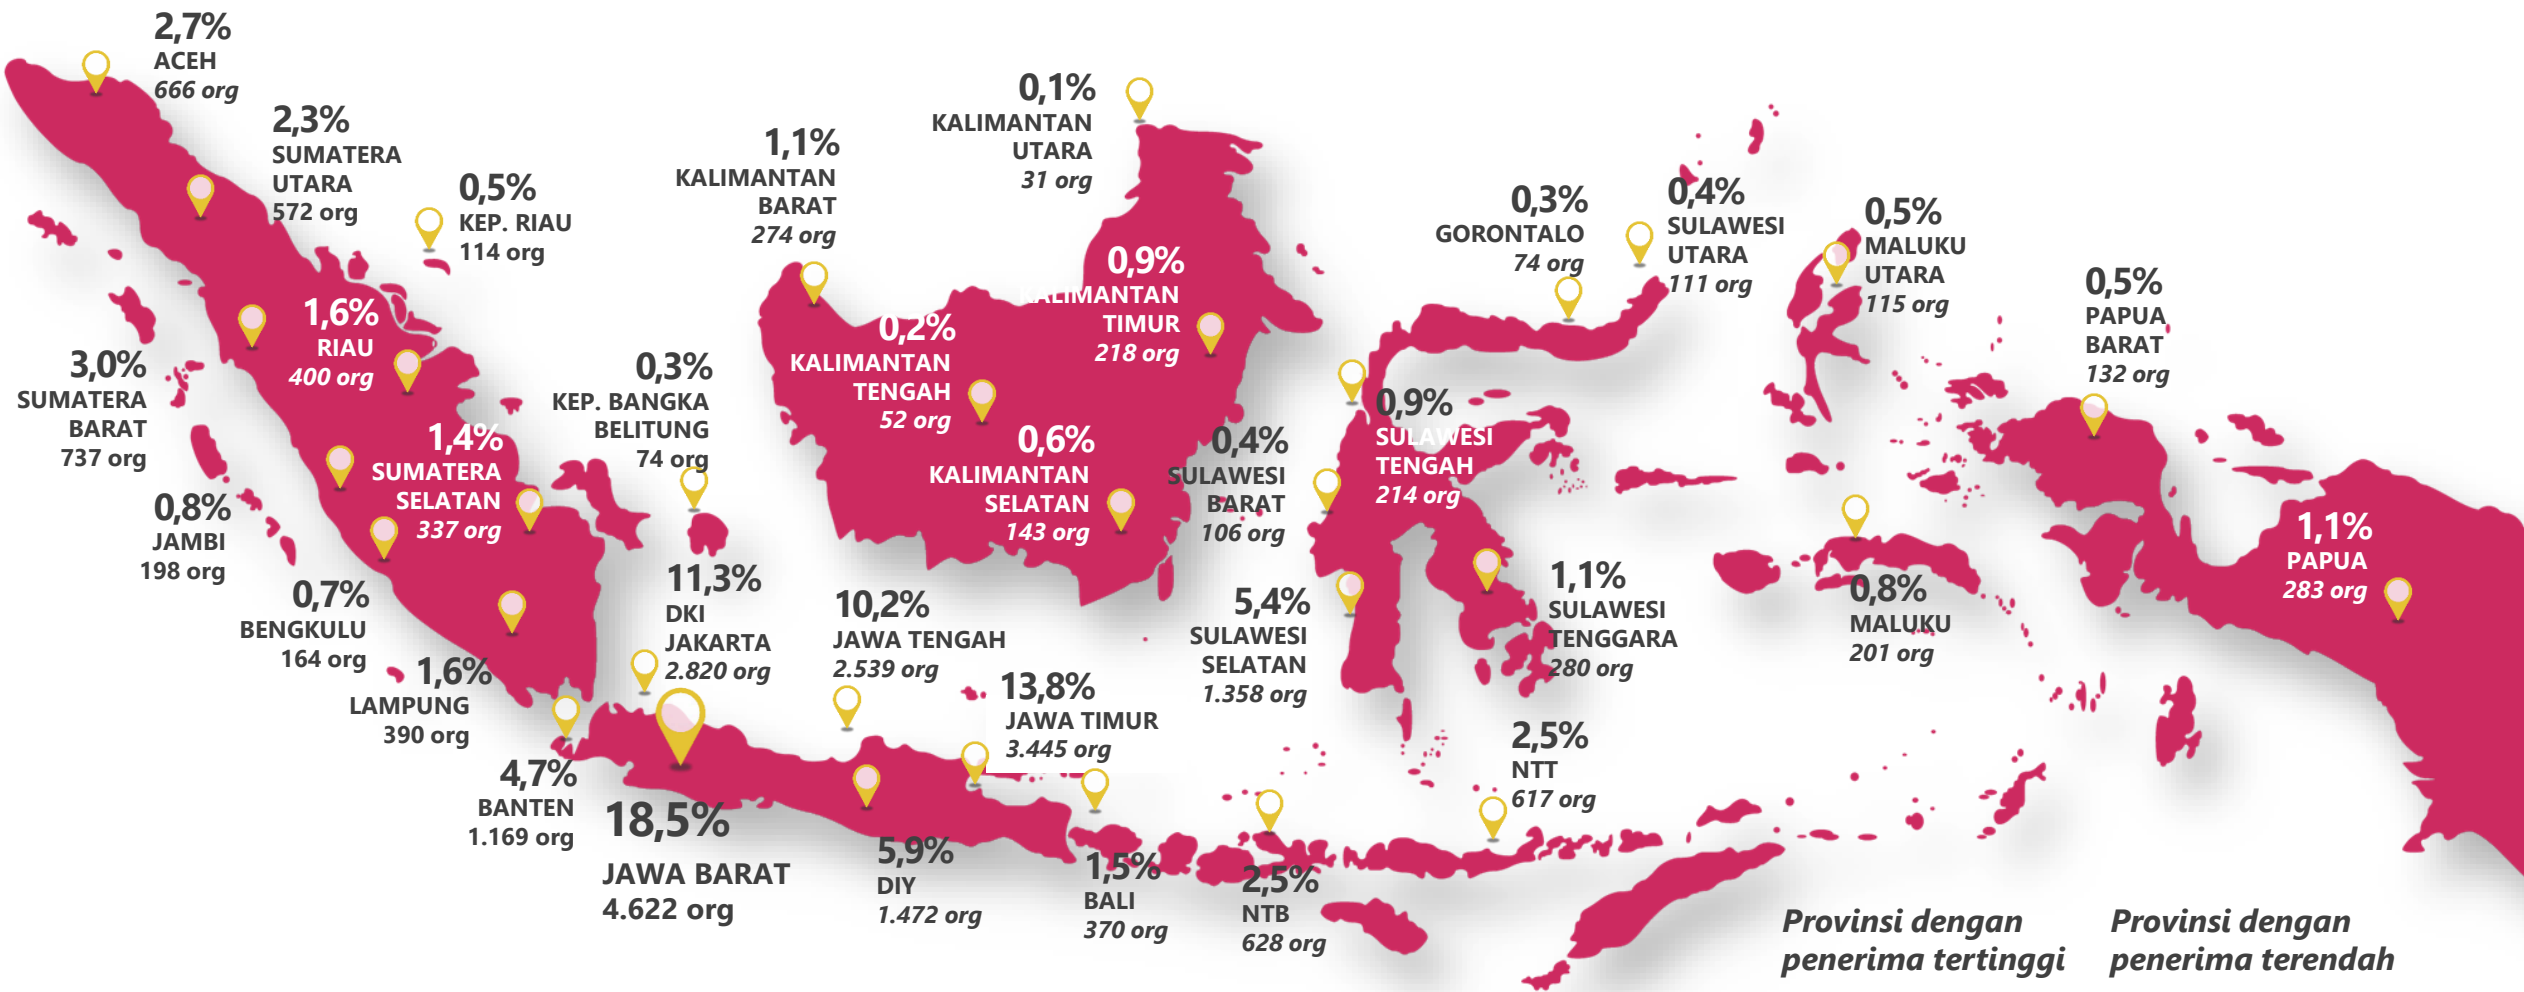 2,7%
ACEH
666 org
2,3%
SUMATERA
UTARA
572 org
0,5%
KEP. RIAU
114 org
1,6%
RIAU
400 org
3,0%
SUMATERA
BARAT
737 org
1,4%
SUMATERA
SELATAN
337 org
0,3%
KEP. BANGKA
BELITUNG
74 org
0,8%
JAMBI
198 org
0,7%
BENGKULU
164 org
1,6%
LAMPUNG
390 org
4,7%
BANTEN
1.169 org
11,3%
DKI
JAKARTA
2.820 org
18,5%
JAWA BARAT
4.622 org
10,2%
JAWA TENGAH
2.539 org
5,9%
DIY
1.472 org
13,8%
JAWA TIMUR
3.445 org
1,5%
BALI
370 org
2,5%
NTB
628 org
2,5%
NTT
617 org
1,1%
KALIMANTAN
BARAT
274 org
0,1%
KALIMANTAN
UTARA
31 org
0,2%
KALIMANTAN
TENGAH
52 org
0,9%
KALIMANTAN
TIMUR
218 org
0,6%
KALIMANTAN
SELATAN
143 org
0,3%
GORONTALO
74 org
0,4%
SULAWESI
UTARA
111 org
0,9%
SULAWESI
TENGAH
214 org
0,4%
SULAWESI
BARAT
106 org
5,4%
SULAWESI
SELATAN
1.358 org
1,1%
SULAWESI
TENGGARA
280 org
0,5%
MALUKU
UTARA
115 org
0,8%
MALUKU
201 org
0,5%
PAPUA
BARAT
132 org
1,1%
PAPUA
283 org
Provinsi dengan
penerima tertinggi
Provinsi dengan
penerima terendah